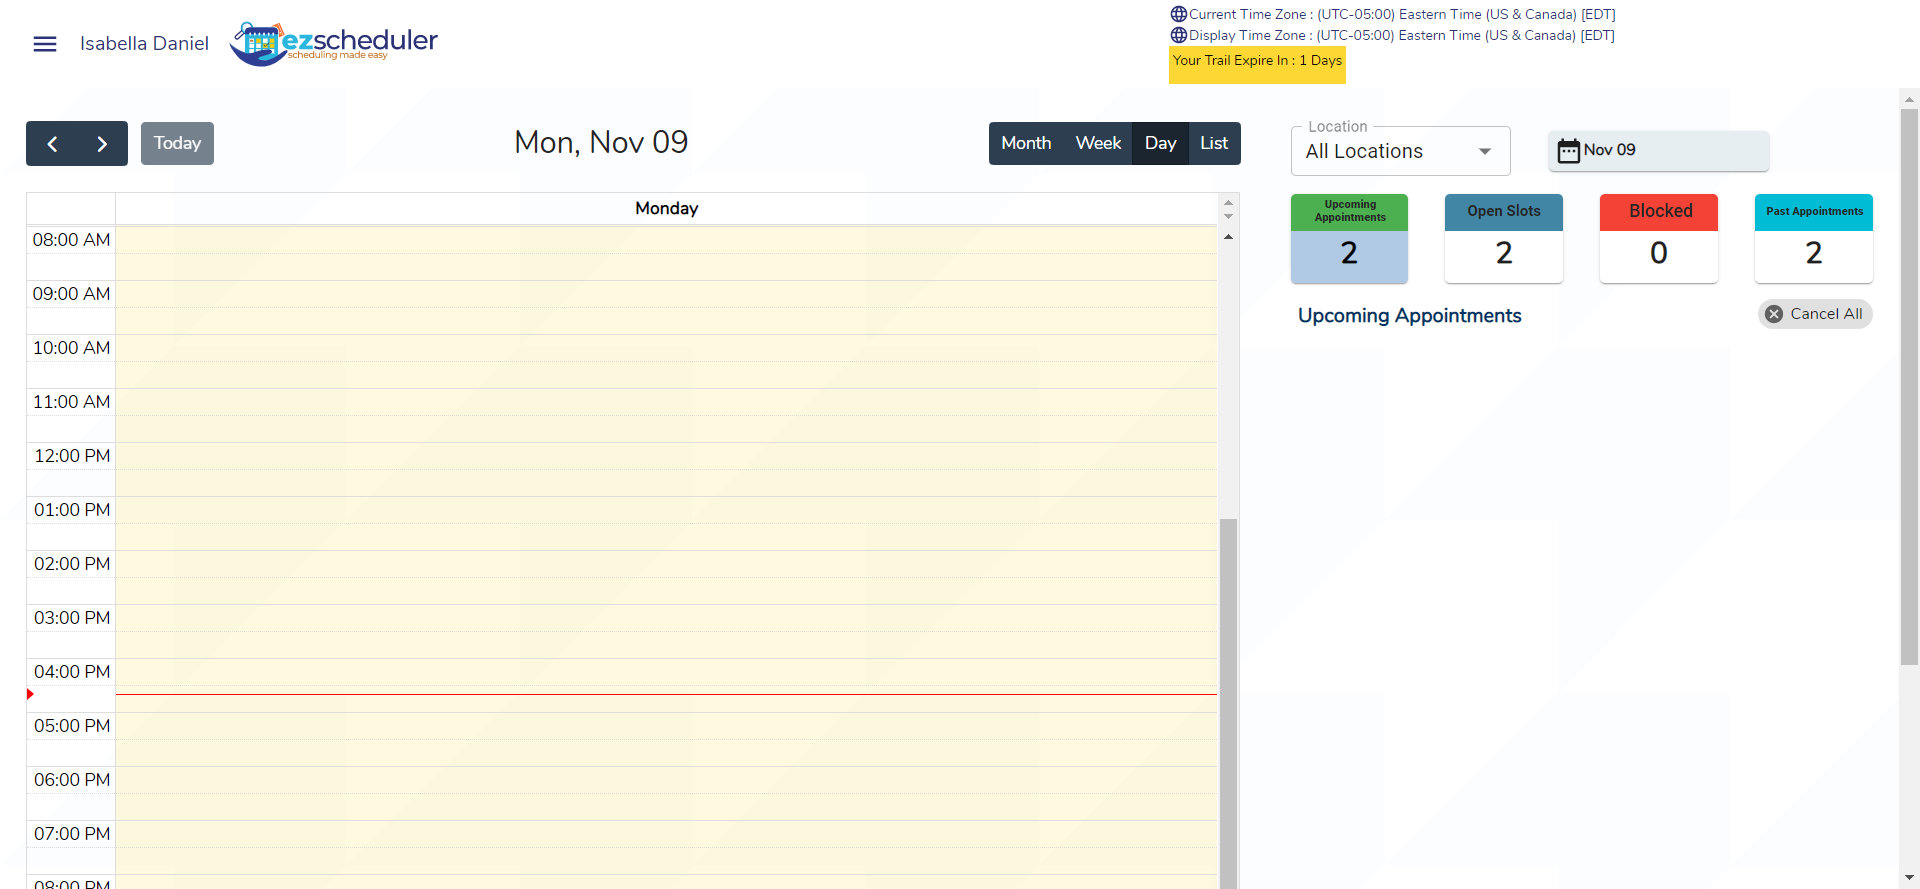 Isabella Daniel
ezscheduler
scheduling made easy
Current Time Zone : (UTC-05:00) Eastern Time (US & Canada) [EDT]
Display Time Zone : (UTC-05:00) Eastern Time (US & Canada) [EDT]
Your Trail Expire In : 1 Days
Today
Mon, Nov 09
Month Week Day List
Location
All Locations
Nov 09
Monday
08:00 AM
09:00 AM
10:00 AM
11:00 AM
12:00 PM
01:00 PM
02:00 PM
03:00 PM
04:00 PM
05:00 PM
06:00 PM
07:00 PM
08:00 PM
Upcoming
Appointments
2
Open Slots
2
Blocked
0
Past Appointments
2
Upcoming Appointments
Cancel All